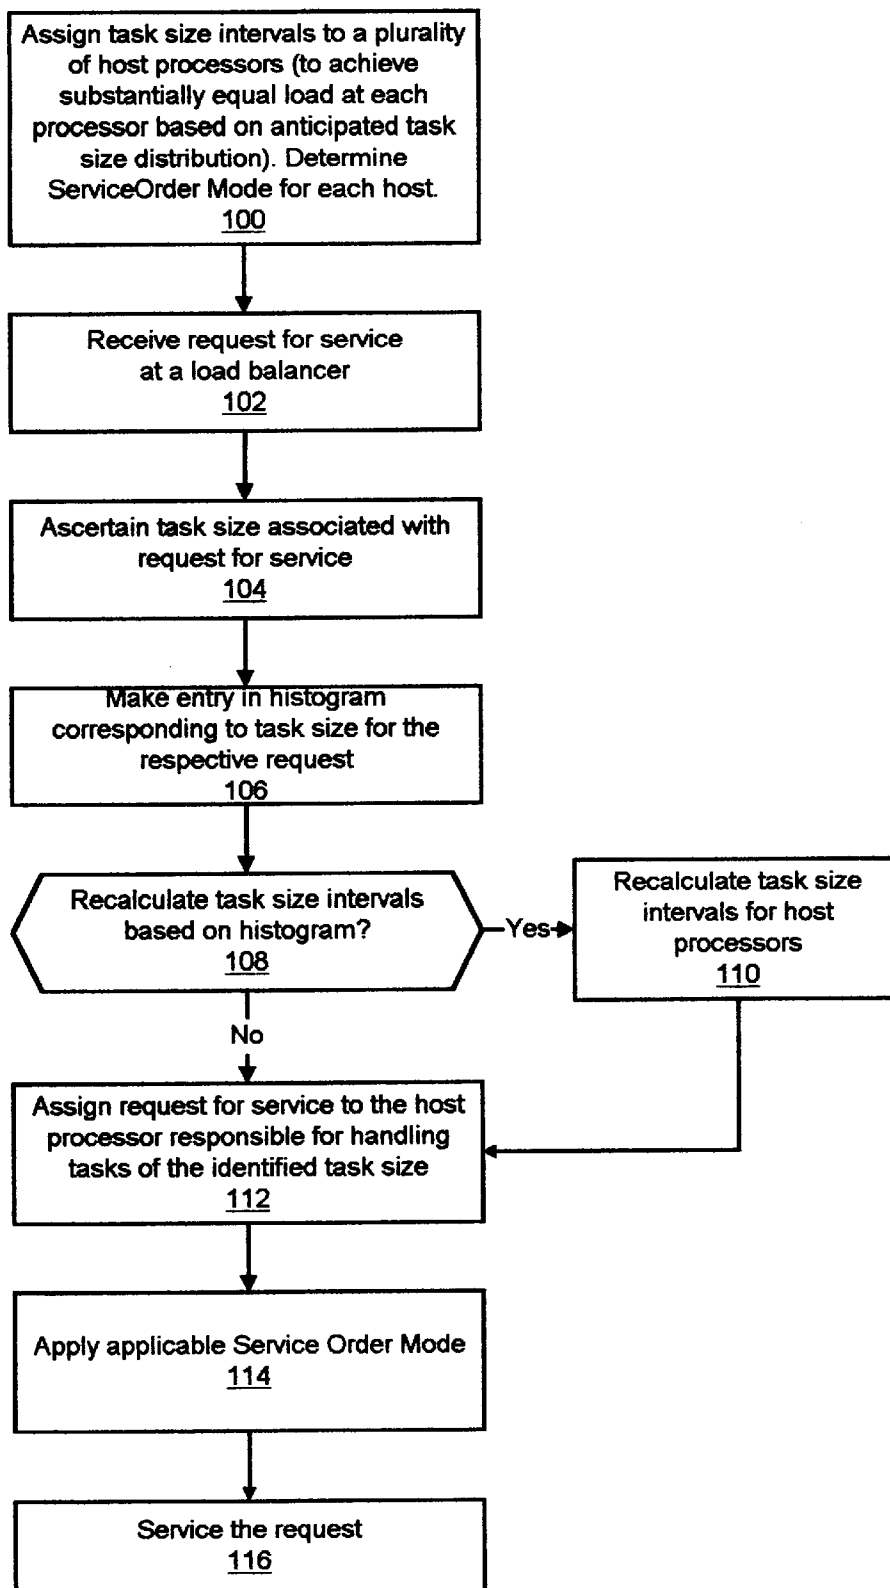 Assign task size intervals to a plurality
of host processors (to achieve
substantially equal load at each
processor based on anticipated task
size distribution). Determine
ServiceOrder Mode for each host.
100
Receive request for service
at a load balancer
102
Ascertain task size associated with
request for service
104
Make entry in histogram
corresponding to task size for the
respective request
106
Recalculate task size intervals
based on histogram?
108
Yes
Recalculate task size
intervals for host
processors
110
No
Assign request for service to the host
processor responsible for handling
tasks of the identified task size
112
Apply applicable Service Order Mode
114
Service the request
116